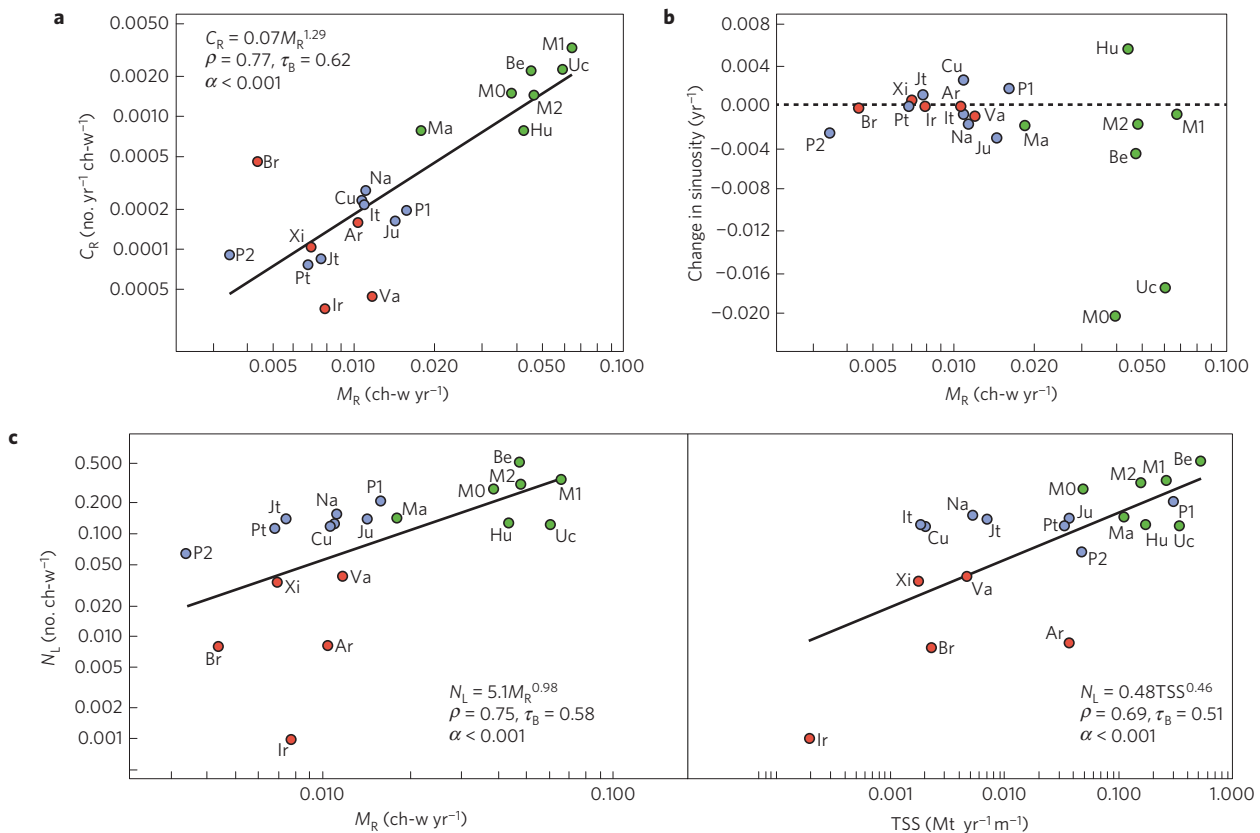 a
C_R = 0.07M_R^1.29
ρ = 0.77, τ_B = 0.62
α < 0.001
C_R (no. yr⁻¹ ch-w⁻¹)
0.0050
0.0020
0.0010
0.0005
0.0002
0.0001
0.0005
M1
Be
Uc
M0
M2
Ma
Hu
Br
Na
Cu
It
P1
Ar
Ju
Xi
P2
Jt
Pt
Ir
Va
0.005
0.010
0.020
0.050
0.100
M_R (ch-w yr⁻¹)
b
Change in sinuosity (yr⁻¹)
0.008
0.004
0.000
−0.004
−0.008
−0.012
−0.016
−0.020
Hu
Cu
Jt
P1
Xi
Ar
Br
Pt
Ir
It
Va
Na
Ju
Ma
M2
M1
P2
Be
Uc
M0
0.005
0.010
0.020
0.050
0.100
M_R (ch-w yr⁻¹)
c
N_L (no. ch-w⁻¹)
0.500
0.200
0.100
0.050
0.020
0.010
0.005
0.002
0.001
Be
M2
M0
M1
P1
Na
Jt
Ma
Pt
Cu
Ju
Hu
Uc
P2
Xi
Va
Br
Ar
Ir
N_L = 5.1M_R^0.98
ρ = 0.75, τ_B = 0.58
α < 0.001
0.010
0.100
M_R (ch-w yr⁻¹)
Be
M1
M2
M0
P1
Na
Ju
It
Cu
Jt
Pt
Ma
Hu
Uc
P2
Xi
Va
Br
Ar
Ir
N_L = 0.48TSS^0.46
ρ = 0.69, τ_B = 0.51
α < 0.001
0.001
0.010
0.100
1.000
TSS (Mt yr⁻¹ m⁻¹)